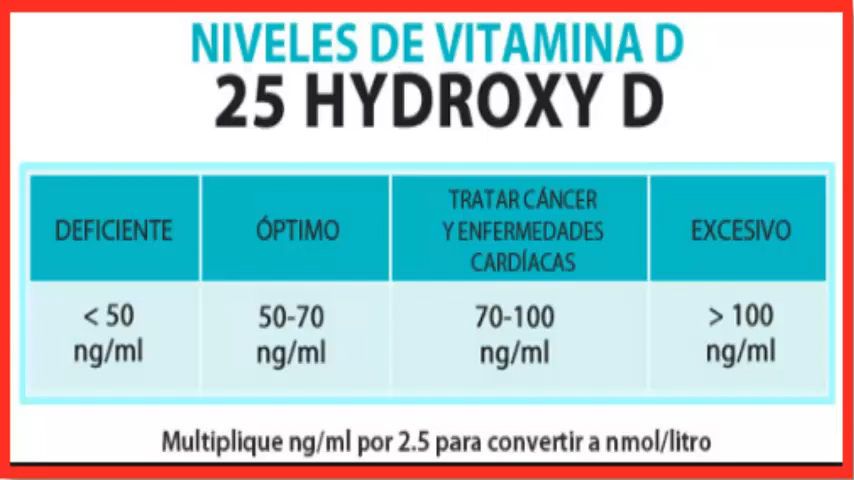 NIVELES DE VITAMINA D
25 HYDROXY D
DEFICIENTE
ÓPTIMO
TRATAR CÁNCER
Y ENFERMEDADES
CARDÍACAS
EXCESIVO
< 50
ng/ml
50-70
ng/ml
70-100
ng/ml
> 100
ng/ml
Multiplique ng/ml por 2.5 para convertir a nmol/litro